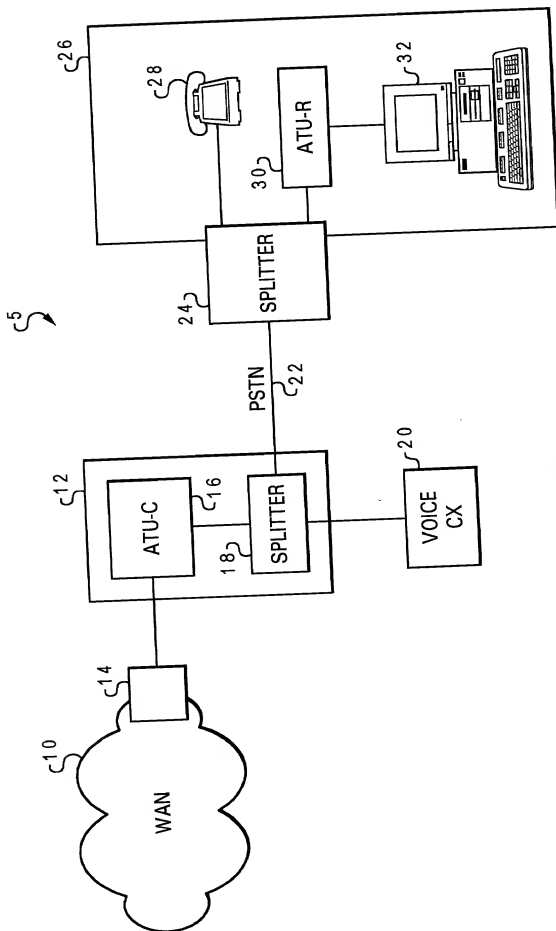 5
10
WAN
14
12
ATU-C
16
18
SPLITTER
20
VOICE
CX
PSTN
22
24
SPLITTER
26
28
30
ATU-R
32